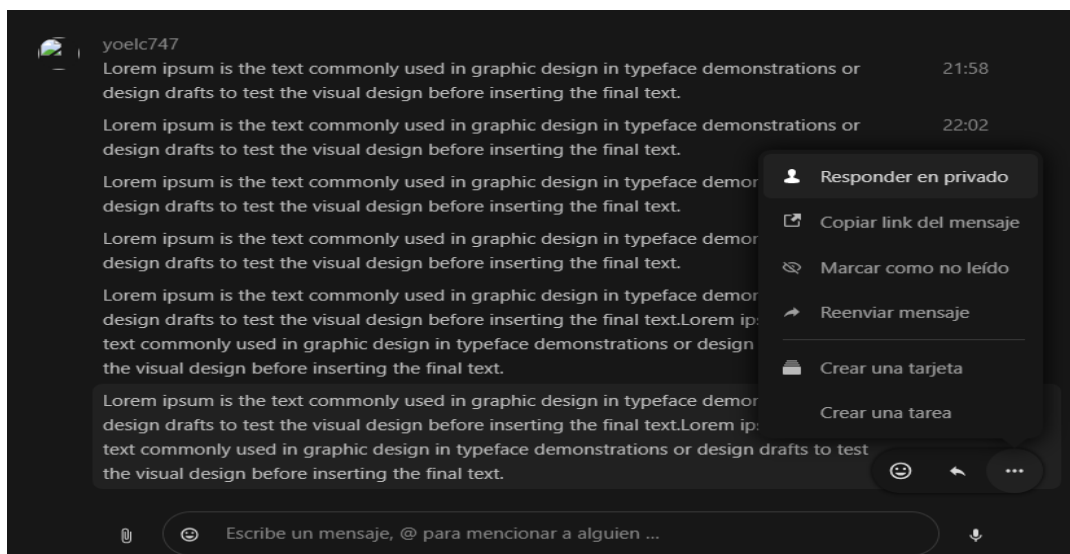 yoelc747
Lorem ipsum is the text commonly used in graphic design in typeface demonstrations or 21:58
design drafts to test the visual design before inserting the final text.
Lorem ipsum is the text commonly used in graphic design in typeface demonstrations or 22:02
design drafts to test the visual design before inserting the final text.
Lorem ipsum is the text commonly used in graphic design in typeface demor
design drafts to test the visual design before inserting the final text.
Lorem ipsum is the text commonly used in graphic design in typeface demor
design drafts to test the visual design before inserting the final text.
Lorem ipsum is the text commonly used in graphic design in typeface demor
design drafts to test the visual design before inserting the final text.Lorem ip
text commonly used in graphic design in typeface demonstrations or design
the visual design before inserting the final text.
Lorem ipsum is the text commonly used in graphic design in typeface demor
design drafts to test the visual design before inserting the final text.Lorem ip
text commonly used in graphic design in typeface demonstrations or design drafts to test
the visual design before inserting the final text.
Responder en privado
Copiar link del mensaje
Marcar como no leído
Reenviar mensaje
Crear una tarjeta
Crear una tarea
Escribe un mensaje, @ para mencionar a alguien ...